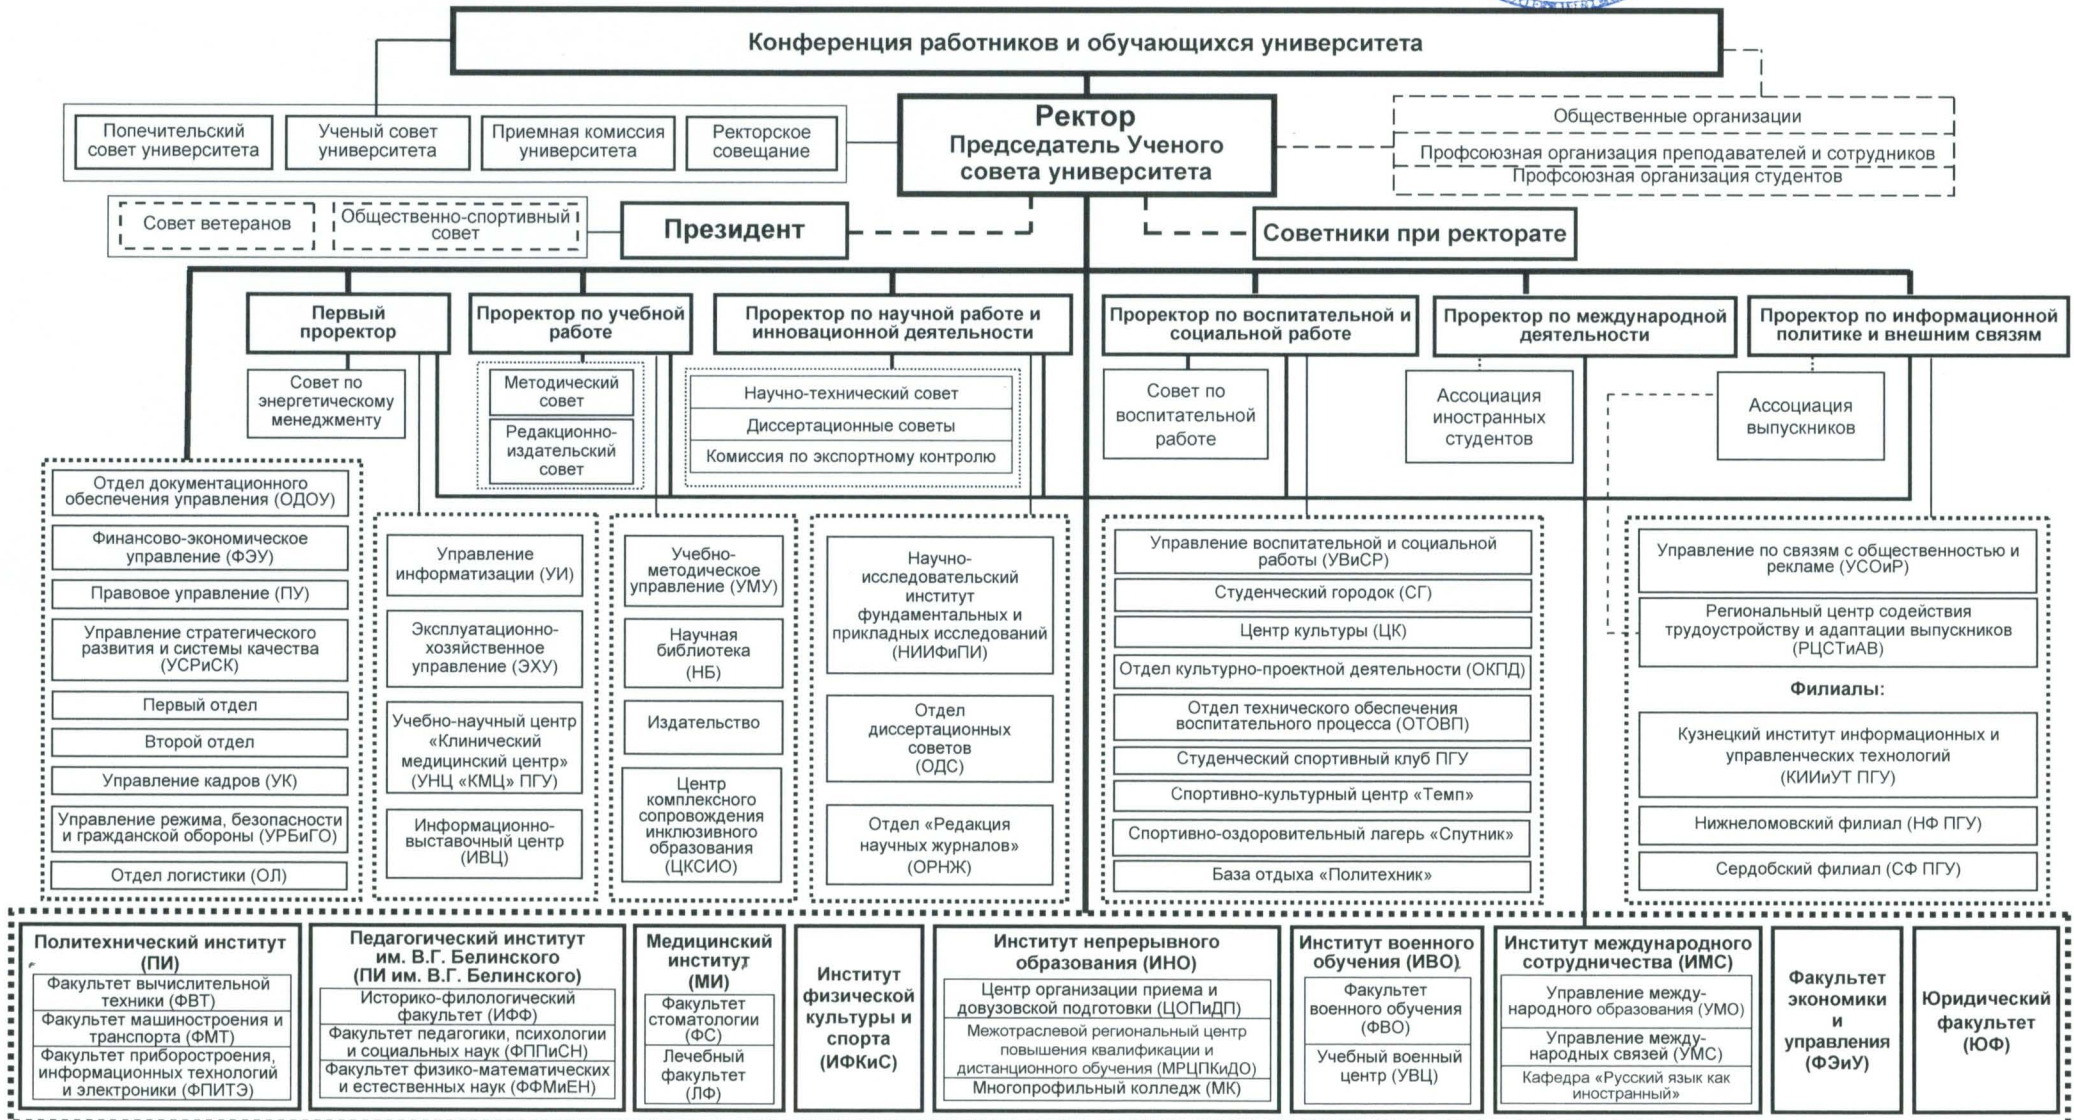 Конференция работников и обучающихся университета
Попечительский
совет университета
Ученый совет
университета
Приемная комиссия
университета
Ректорское
совещание
Ректор
Председатель Ученого
совета университета
Общественные организации
Профсоюзная организация преподавателей и сотрудников
Профсоюзная организация студентов
Совет ветеранов
Общественно-спортивный
совет
Президент
Советники при ректорате
Первый
проректор
Проректор по учебной
работе
Проректор по научной работе и
инновационной деятельности
Проректор по воспитательной и
социальной работе
Проректор по международной
деятельности
Проректор по информационной
политике и внешним связям
Совет по
энергетическому
менеджменту
Методический
совет
Редакционно-
издательский
совет
Научно-технический совет
Диссертационные советы
Комиссия по экспортному контролю
Совет по
воспитательной
работе
Ассоциация
иностранных
студентов
Ассоциация
выпускников
Отдел документационного
обеспечения управления (ОДОУ)
Финансово-экономическое
управление (ФЭУ)
Правовое управление (ПУ)
Управление стратегического
развития и системы качества
(УСРиСК)
Первый отдел
Второй отдел
Управление кадров (УК)
Управление режима, безопасности
и гражданской обороны (УРБиГО)
Отдел логистики (ОЛ)
Управление
информатизации (УИ)
Эксплуатационно-
хозяйственное
управление (ЭХУ)
Учебно-научный центр
«Клинический
медицинский центр»
(УНЦ «КМЦ» ПГУ)
Информационно-
выставочный центр
(ИВЦ)
Учебно-
методическое
управление (УМУ)
Научная
библиотека
(НБ)
Издательство
Центр
комплексного
сопровождения
инклюзивного
образования
(ЦКСИО)
Научно-
исследовательский
институт
фундаментальных и
прикладных исследований
(НИИФиПИ)
Отдел
диссертационных
советов
(ОДС)
Отдел «Редакция
научных журналов»
(ОРНЖ)
Управление воспитательной и социальной
работы (УВиСР)
Студенческий городок (СГ)
Центр культуры (ЦК)
Отдел культурно-проектной деятельности (ОКПД)
Отдел технического обеспечения
воспитательного процесса (ОТОВП)
Студенческий спортивный клуб ПГУ
Спортивно-культурный центр «Темп»
Спортивно-оздоровительный лагерь «Спутник»
База отдыха «Политехник»
Управление по связям с общественностью и
рекламе (УСОиР)
Региональный центр содействия
трудоустройству и адаптации выпускников
(РЦСТиАВ)
Филиалы:
Кузнецкий институт информационных и
управленческих технологий
(КИИиУТ ПГУ)
Нижнеломовский филиал (НФ ПГУ)
Сердобский филиал (СФ ПГУ)
Политехнический институт
(ПИ)
Факультет вычислительной
техники (ФВТ)
Факультет машиностроения и
транспорта (ФМТ)
Факультет приборостроения,
информационных технологий
и электроники (ФПИТЭ)
Педагогический институт
им. В.Г. Белинского
(ПИ им. В.Г. Белинского)
Историко-филологический
факультет (ИФФ)
Факультет педагогики, психологии
и социальных наук (ФППиСН)
Факультет физико-математических
и естественных наук (ФФМиЕН)
Медицинский
институт
(МИ)
Факультет
стоматологии
(ФС)
Лечебный
факультет
(ЛФ)
Институт
физической
культуры и
спорта
(ИФКиС)
Институт непрерывного
образования (ИНО)
Центр организации приема и
довузовской подготовки (ЦОПиДП)
Межотраслевой региональный центр
повышения квалификации и
дистанционного обучения (МРЦПКиДО)
Многопрофильный колледж (МК)
Институт военного
обучения (ИВО)
Факультет
военного обучения
(ФВО)
Учебный военный
центр (УВЦ)
Институт международного
сотрудничества (ИМС)
Управление между-
народного образования (УМО)
Управление между-
народных связей (УМС)
Кафедра «Русский язык как
иностранный»
Факультет
экономики
и
управления
(ФЭиУ)
Юридический
факультет
(ЮФ)